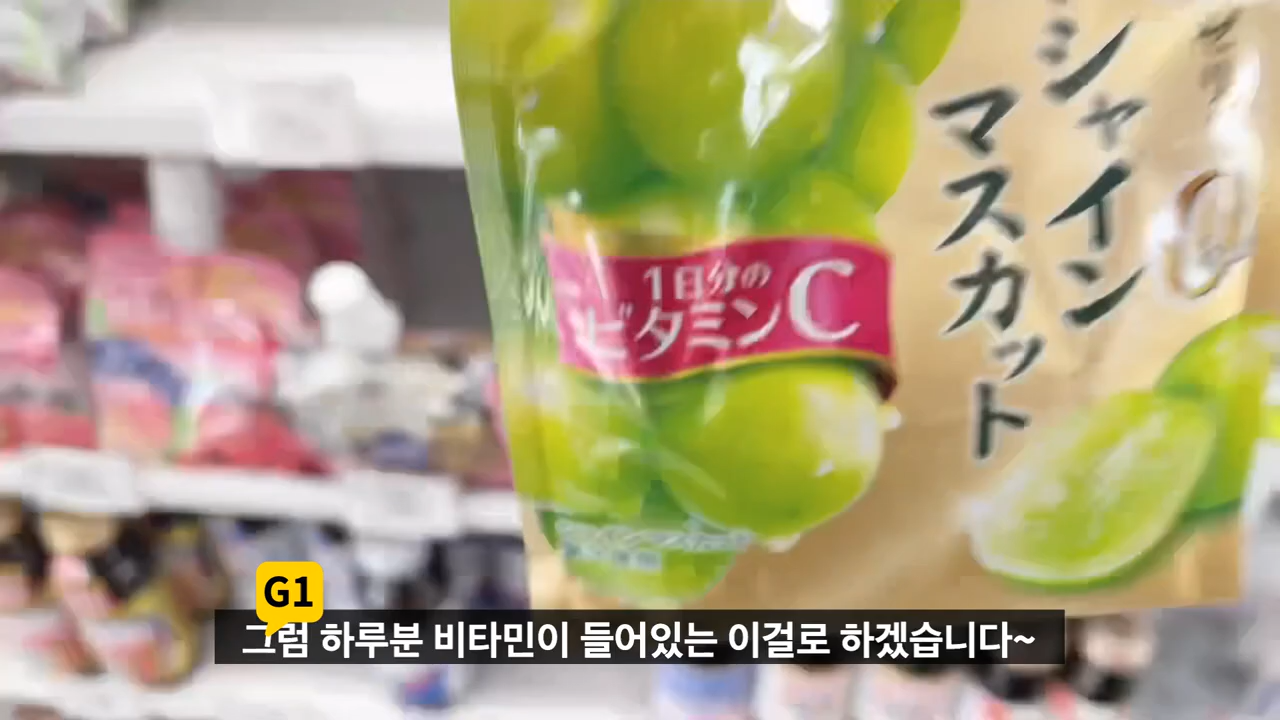 シャイン
マスカット
1日分の
ビタミンC
G1
그럼 하루분 비타민이 들어있는 이걸로 하겠습니다~